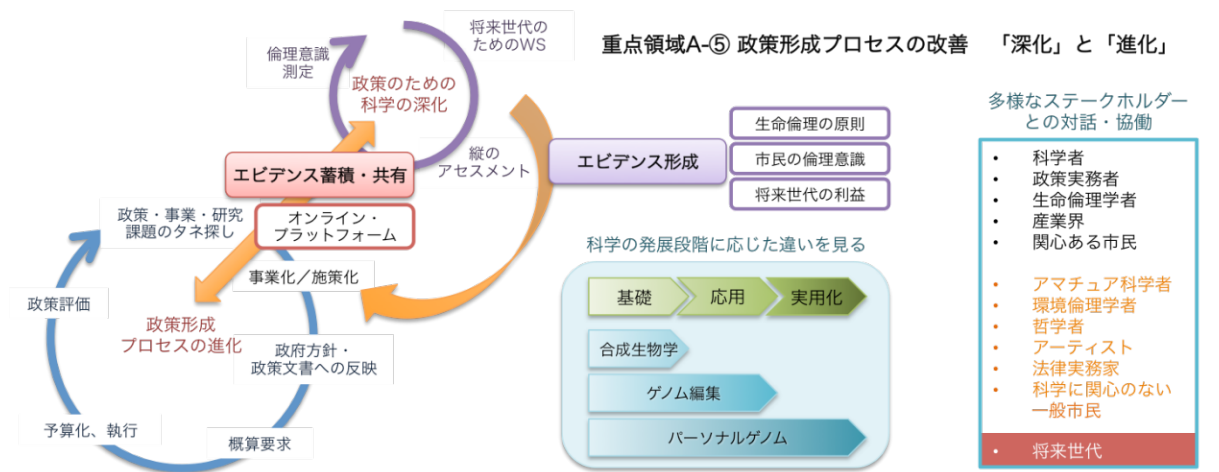 重点領域A-⑤ 政策形成プロセスの改善　「深化」と「進化」
将来世代の
ためのWS
倫理意識
測定
政策のための
科学の深化
縦の
アセスメント
エビデンス蓄積・共有
オンライン・
プラットフォーム
政策・事業・研究
課題のタネ探し
事業化／施策化
政策評価
政策形成
プロセスの進化
政府方針・
政策文書への反映
予算化、執行
概算要求
エビデンス形成
生命倫理の原則
市民の倫理意識
将来世代の利益
科学の発展段階に応じた違いを見る
基礎
応用
実用化
合成生物学
ゲノム編集
パーソナルゲノム
多様なステークホルダー
との対話・協働
• 科学者
• 政策実務者
• 生命倫理学者
• 産業界
• 関心ある市民
• アマチュア科学者
• 環境倫理学者
• 哲学者
• アーティスト
• 法律実務家
• 科学に関心のない
一般市民
• 将来世代